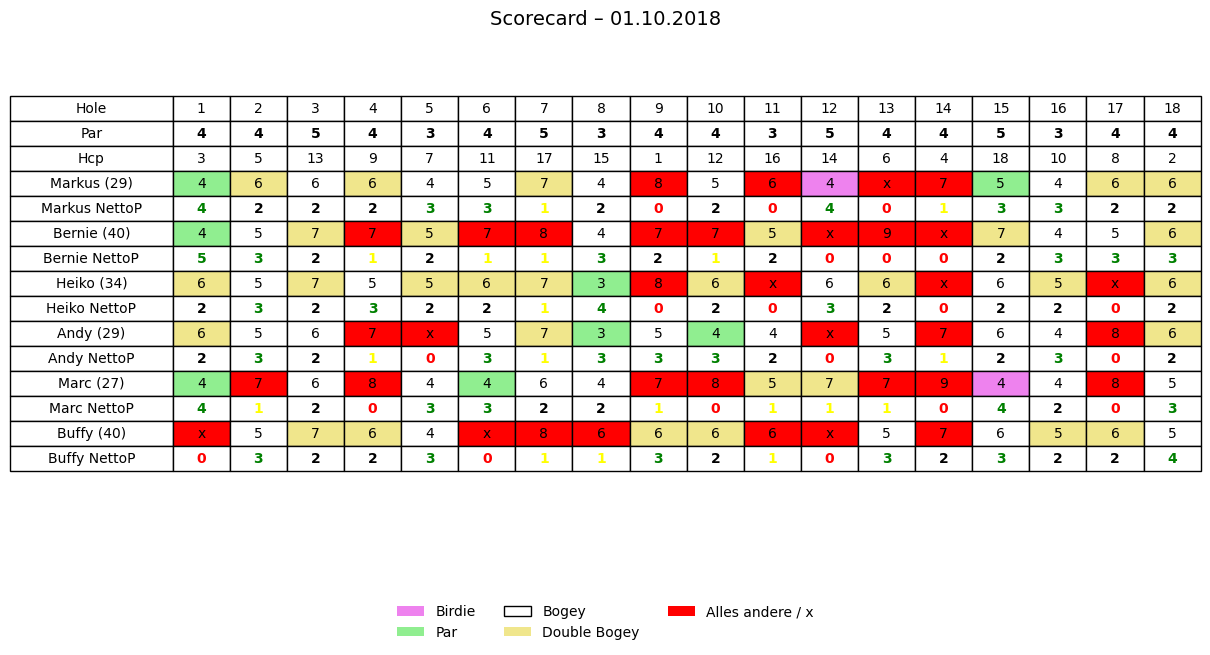 Scorecard – 01.10.2018
Hole 1 2 3 4 5 6 7 8 9 10 11 12 13 14 15 16 17 18
Par 4 4 5 4 3 4 5 3 4 4 3 5 4 4 5 3 4 4
Hcp 3 5 13 9 7 11 17 15 1 12 16 14 6 4 18 10 8 2
Markus (29) 4 6 6 6 4 5 7 4 8 5 6 4 x 7 5 4 6 6
Markus NettoP 4 2 2 2 3 3 1 2 0 2 0 4 0 1 3 3 2 2
Bernie (40) 4 5 7 7 5 7 8 4 7 7 5 x 9 x 7 4 5 6
Bernie NettoP 5 3 2 1 2 1 1 3 2 1 2 0 0 0 2 3 3 3
Heiko (34) 6 5 7 5 5 6 7 3 8 6 x 6 6 x 6 5 x 6
Heiko NettoP 2 3 2 3 2 2 1 4 0 2 0 3 2 0 2 2 0 2
Andy (29) 6 5 6 7 x 5 7 3 5 4 4 x 5 7 6 4 8 6
Andy NettoP 2 3 2 1 0 3 1 3 3 3 2 0 3 1 2 3 0 2
Marc (27) 4 7 6 8 4 4 6 4 7 8 5 7 7 9 4 4 8 5
Marc NettoP 4 1 2 0 3 3 2 2 1 0 1 1 1 0 4 2 0 3
Buffy (40) x 5 7 6 4 x 8 6 6 6 6 x 5 7 6 5 6 5
Buffy NettoP 0 3 2 2 3 0 1 1 3 2 1 0 3 2 3 2 2 4
Birdie Bogey Alles andere / x
Par Double Bogey